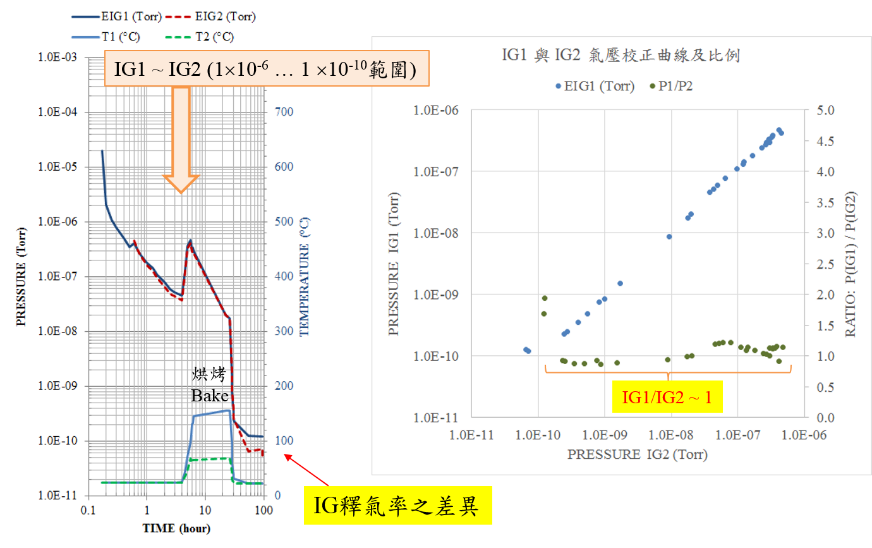 EIG1 (Torr) EIG2 (Torr)
T1 (°C) T2 (°C)
IG1 ~ IG2 (1×10-6 … 1 ×10-10範圍)
1.0E-03
1.0E-04
1.0E-05
1.0E-06
1.0E-07
1.0E-08
1.0E-09
1.0E-10
1.0E-11
PRESSURE (Torr)
700
600
500
400
300
200
100
0
TEMPERATURE (°C)
0.1 1 10 100
TIME (hour)
烘烤
Bake
IG釋氣率之差異
IG1 與 IG2 氣壓校正曲線及比例
EIG1 (Torr) P1/P2
1.0E-06
1.0E-07
1.0E-08
1.0E-09
1.0E-10
1.0E-11
PRESSURE IG1 (Torr)
5.0
4.5
4.0
3.5
3.0
2.5
2.0
1.5
1.0
0.5
0.0
RATIO: P(IG1) / P(IG2)
IG1/IG2 ~ 1
1.0E-11 1.0E-10 1.0E-09 1.0E-08 1.0E-07 1.0E-06
PRESSURE IG2 (Torr)